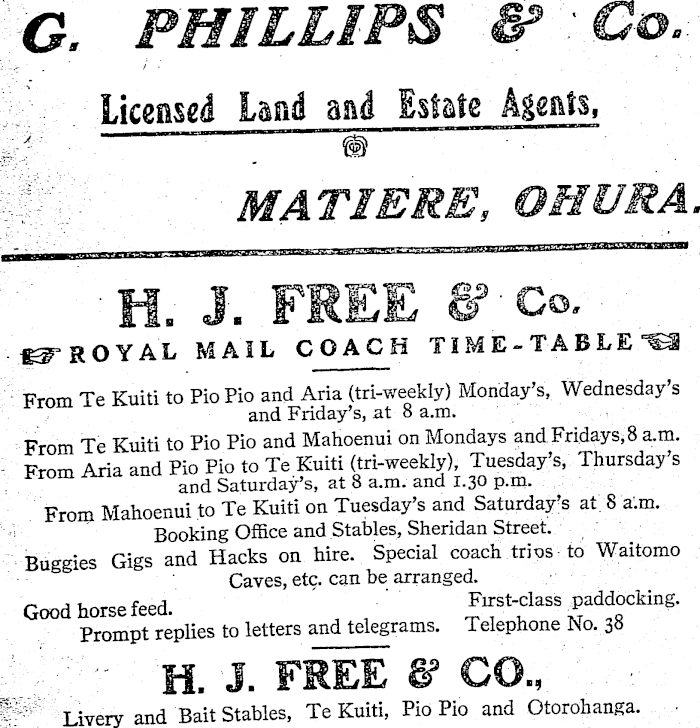 G. PHILLIPS & Co.
Licensed Land and Estate Agents,
MATIERE, OHURA.
H. J. FREE & Co.
☞ ROYAL MAIL COACH TIME-TABLE ☜
From Te Kuiti to Pio Pio and Aria (tri-weekly) Monday's, Wednesday's
and Friday's, at 8 a.m.
From Te Kuiti to Pio Pio and Mahoenui on Mondays and Fridays, 8 a.m.
From Aria and Pio Pio to Te Kuiti (tri-weekly), Tuesday's, Thursday's
and Saturday's, at 8 a.m. and 1.30 p.m.
From Mahoenui to Te Kuiti on Tuesday's and Saturday's at 8 a.m.
Booking Office and Stables, Sheridan Street.
Buggies Gigs and Hacks on hire. Special coach trips to Waitomo
Caves, etc. can be arranged.
Good horse feed. First-class paddocking.
Prompt replies to letters and telegrams. Telephone No. 38
H. J. FREE & CO.,
Livery and Bait Stables, Te Kuiti, Pio Pio and Otorohanga.